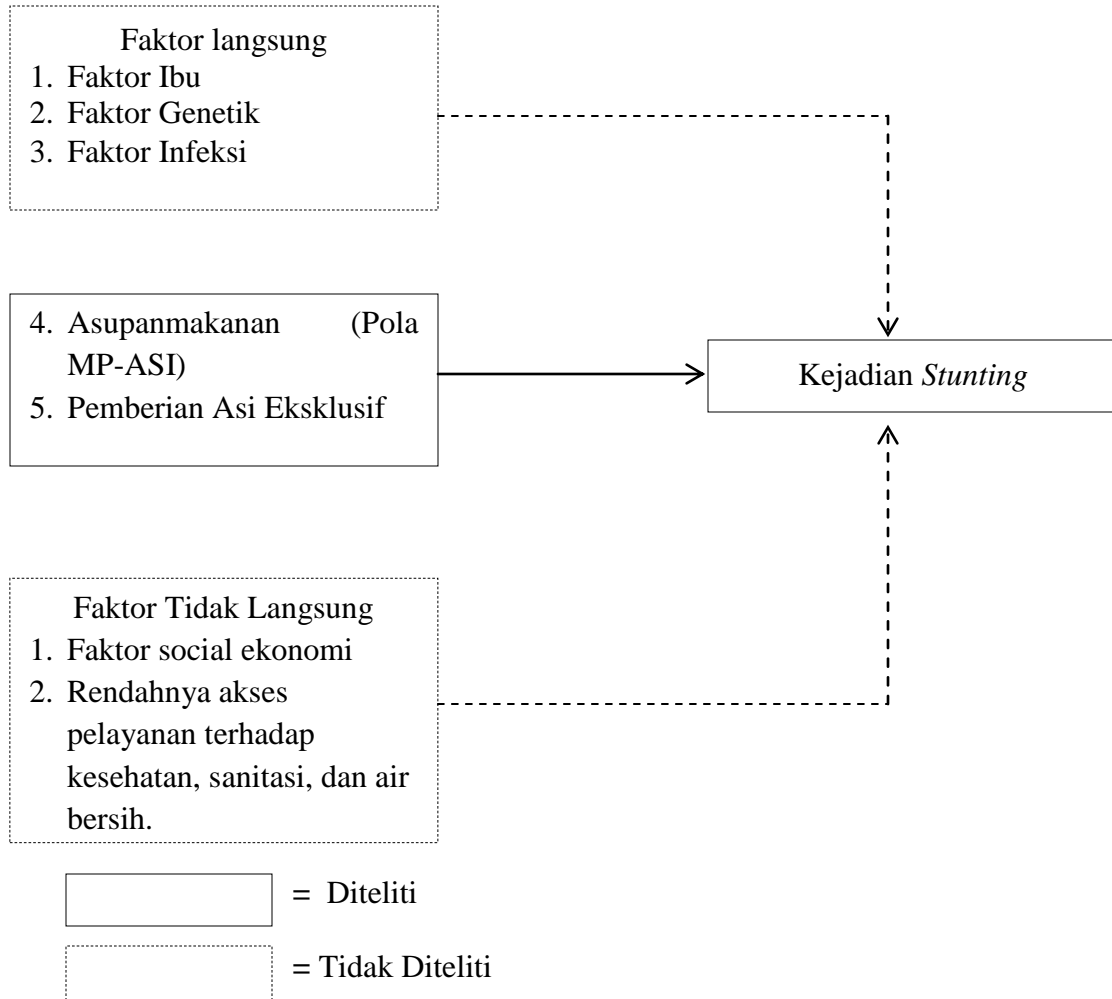 Faktor langsung
1. Faktor Ibu
2. Faktor Genetik
3. Faktor Infeksi
4. Asupanmakanan (Pola
MP-ASI)
5. Pemberian Asi Eksklusif
Kejadian Stunting
Faktor Tidak Langsung
1. Faktor social ekonomi
2. Rendahnya akses
pelayanan terhadap
kesehatan, sanitasi, dan air
bersih.
= Diteliti
= Tidak Diteliti